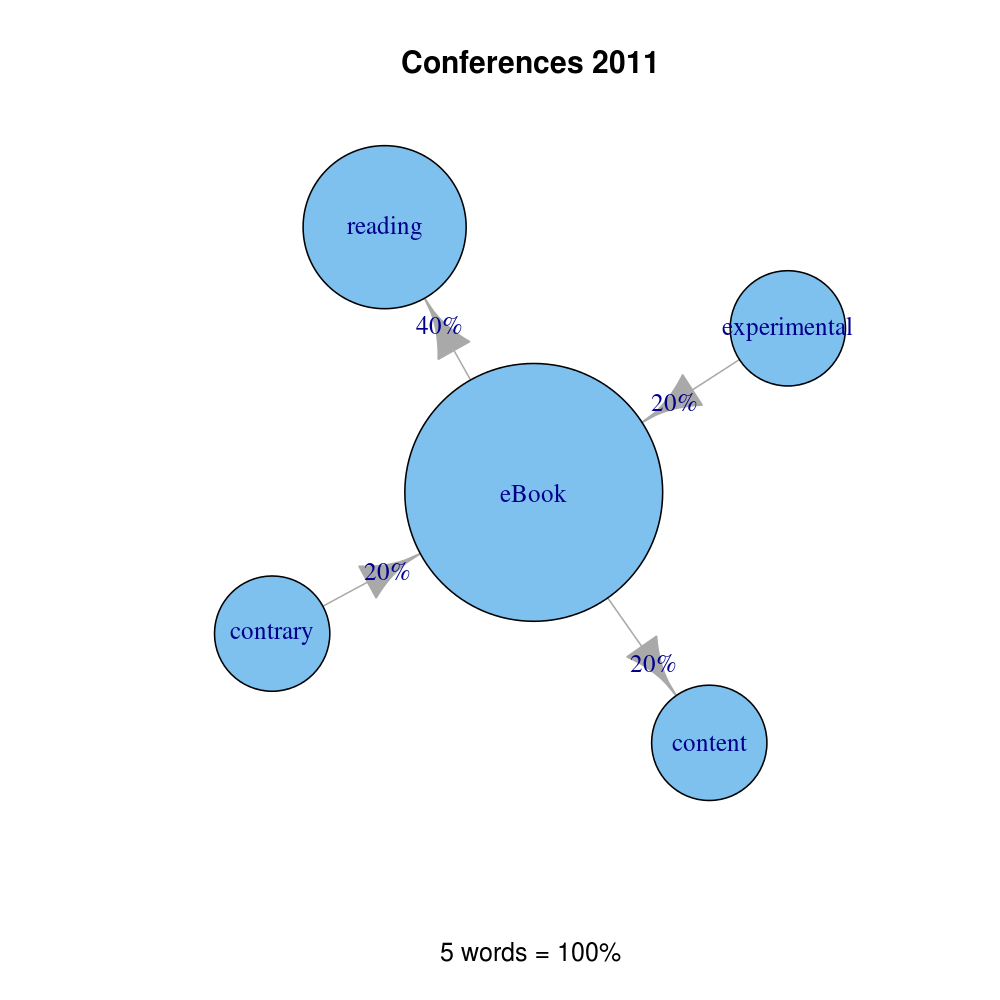 Conferences 2011
reading
experimental
40%
20%
eBook
20%
contrary
20%
content
5 words = 100%